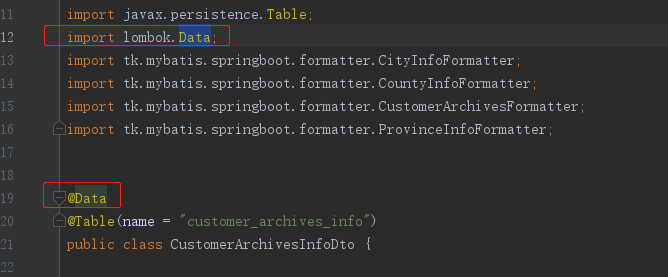 11 import javax.persistence.Table;
12 import lombok.Data;
13 import tk.mybatis.springboot.formatter.CityInfoFormatter;
14 import tk.mybatis.springboot.formatter.CountyInfoFormatter;
15 import tk.mybatis.springboot.formatter.CustomerArchivesFormatter;
16 import tk.mybatis.springboot.formatter.ProvinceInfoFormatter;
17
18
19 @Data
20 @Table(name = "customer_archives_info")
21 public class CustomerArchivesInfoDto {
22